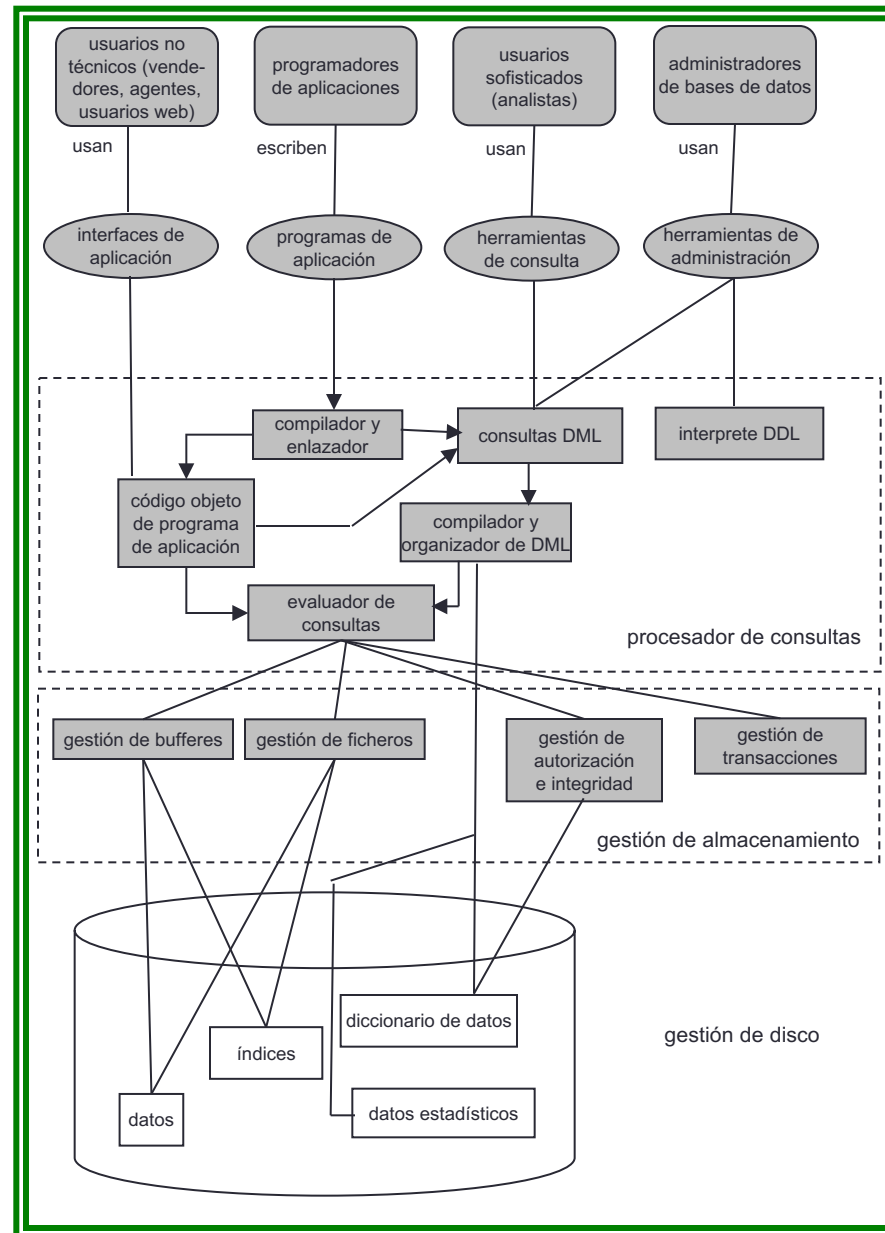 usuarios no
técnicos (vende-
dores, agentes,
usuarios web)
programadores
de aplicaciones
usuarios
sofisticados
(analistas)
administradores
de bases de datos
usan
escriben
usan
usan
interfaces de
aplicación
programas de
aplicación
herramientas
de consulta
herramientas de
administración
compilador y
enlazador
consultas DML
interprete DDL
código objeto
de programa
de aplicación
compilador y
organizador de DML
evaluador de
consultas
procesador de consultas
gestión de bufferes
gestión de ficheros
gestión de
autorización
e integridad
gestión de
transacciones
gestión de almacenamiento
diccionario de datos
gestión de disco
índices
datos
datos estadísticos